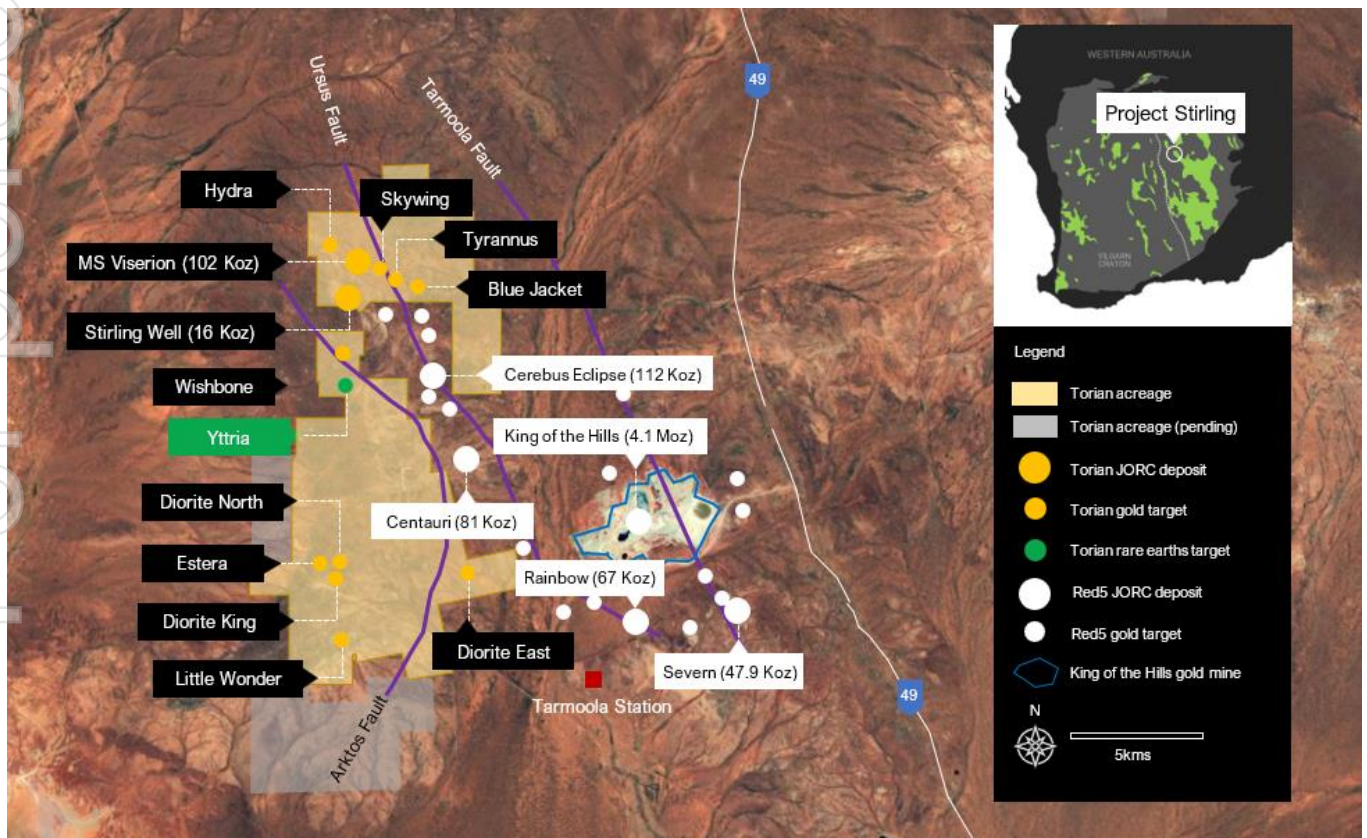 49
Ursus Fault
Tarmoola Fault
Hydra
Skywing
Tyrannus
MS Viserion (102 Koz)
Blue Jacket
Stirling Well (16 Koz)
Wishbone
Cerebus Eclipse (112 Koz)
Yttria
King of the Hills (4.1 Moz)
Diorite North
Centauri (81 Koz)
Estera
Rainbow (67 Koz)
Diorite King
Diorite East
Little Wonder
Severn (47.9 Koz)
Tarmoola Station
49
Arktos Fault
WESTERN AUSTRALIA
Project Stirling
YILGARN
CRATON
Legend
Torian acreage
Torian acreage (pending)
Torian JORC deposit
Torian gold target
Torian rare earths target
Red5 JORC deposit
Red5 gold target
King of the Hills gold mine
N
5kms